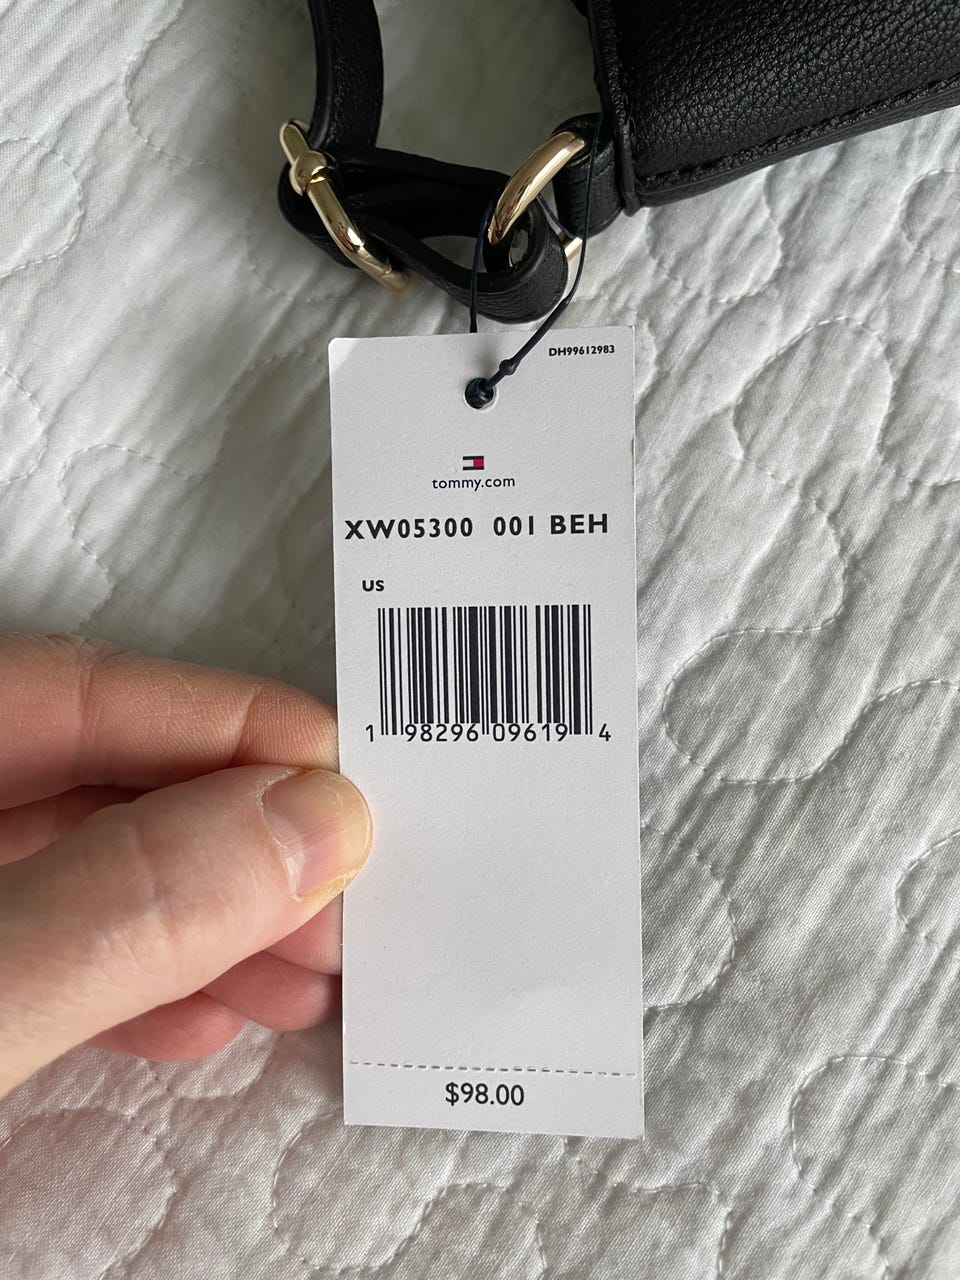 DH99612983
tommy.com
XW05300 001 BEH
US
1 98296 09619 4
$98.00